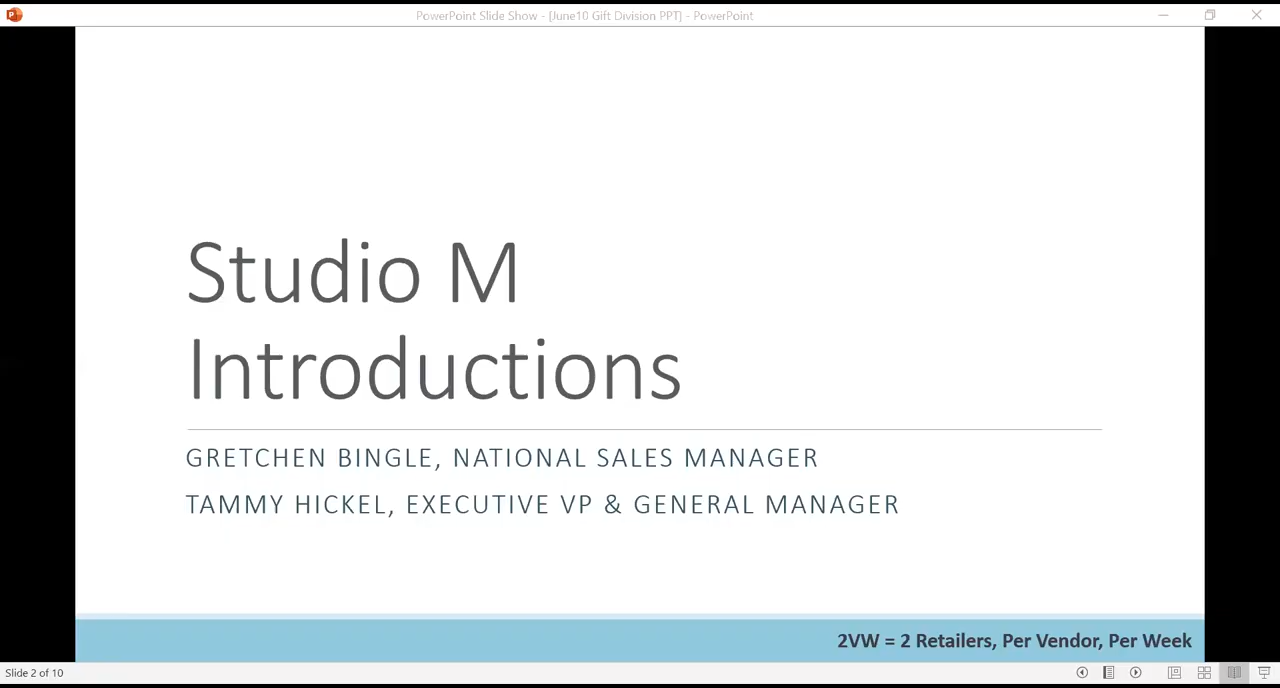 PowerPoint Slide Show - [June10 Gift Division PPT] - PowerPoint
Studio M
Introductions
GRETCHEN BINGLE, NATIONAL SALES MANAGER
TAMMY HICKEL, EXECUTIVE VP & GENERAL MANAGER
2VW = 2 Retailers, Per Vendor, Per Week
Slide 2 of 10